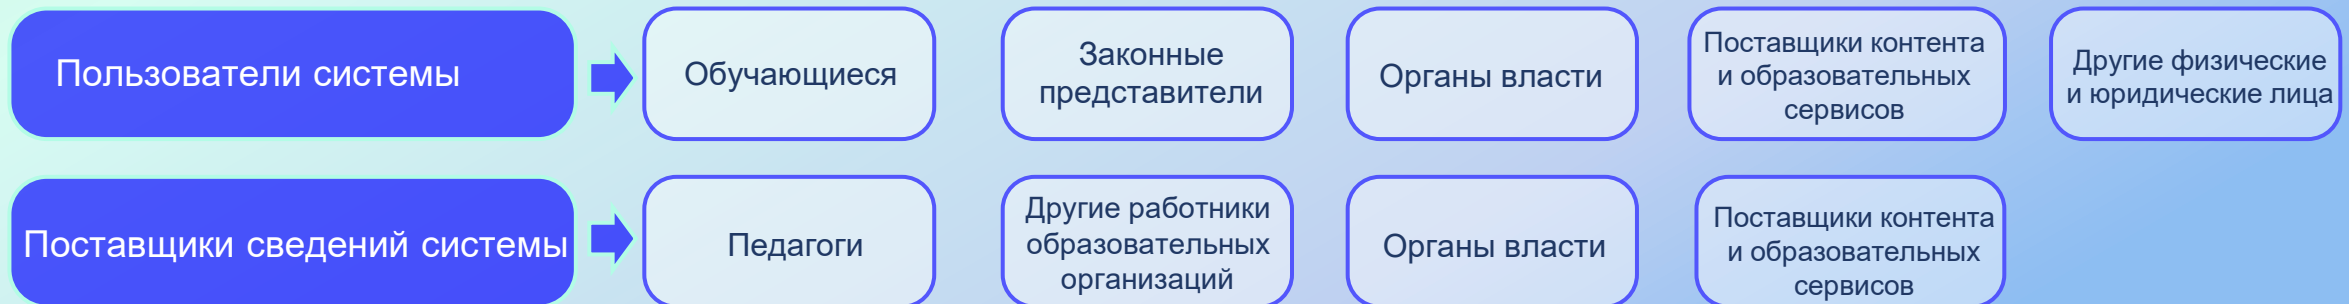 Пользователи системы
Обучающиеся
Законные
представители
Органы власти
Поставщики контента
и образовательных
сервисов
Другие физические
и юридические лица
Поставщики сведений системы
Педагоги
Другие работники
образовательных
организаций
Органы власти
Поставщики контента
и образовательных
сервисов